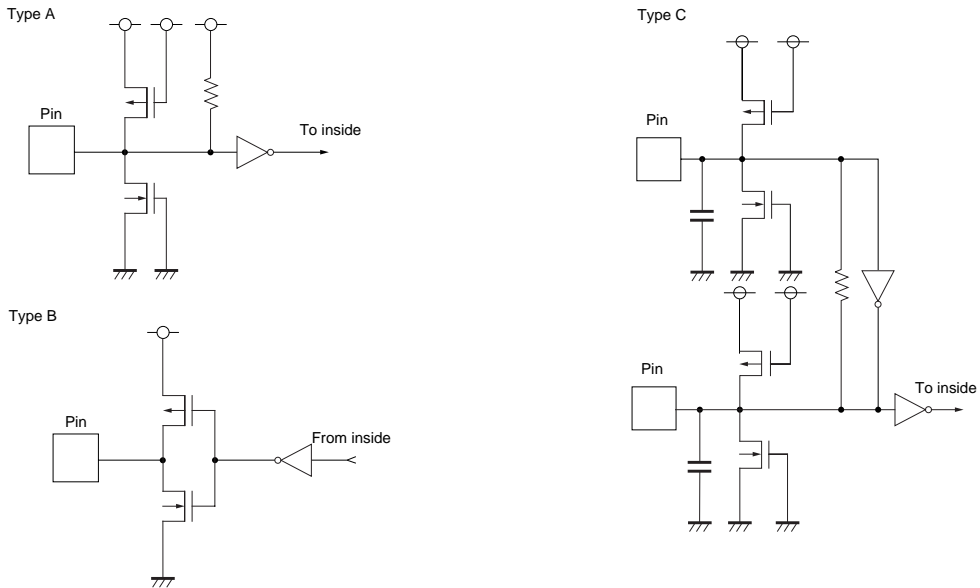 Type A
Pin
To inside
Type B
Pin
From inside
Type C
Pin
Pin
To inside